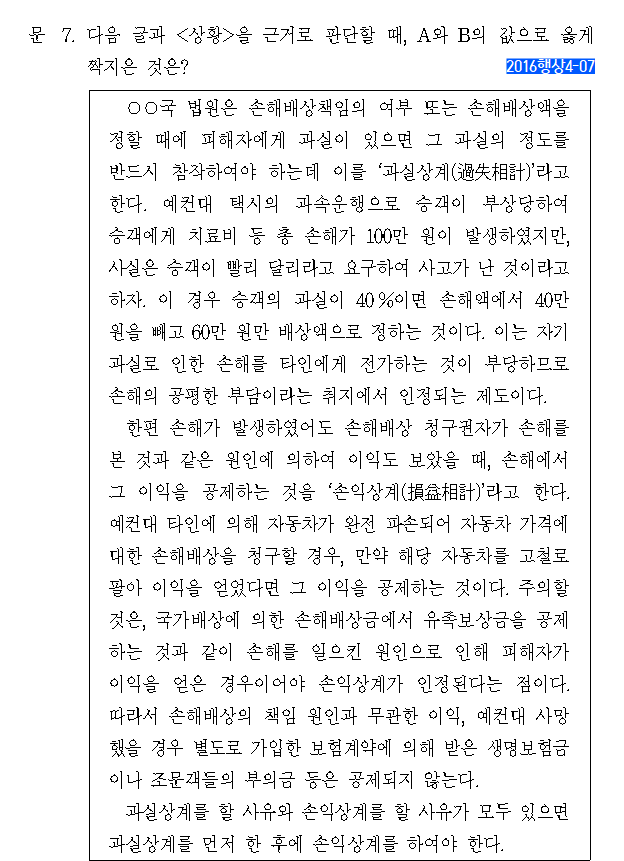 문 7. 다음 글과 <상황>을 근거로 판단할 때, A와 B의 값으로 옳게
짝지은 것은?
2016행상4-07
○○국 법원은 손해배상책임의 여부 또는 손해배상액을
정할 때에 피해자에게 과실이 있으면 그 과실의 정도를
반드시 참작하여야 하는데 이를 ‘과실상계(過失相計)’라고
한다. 예컨대 택시의 과속운행으로 승객이 부상당하여
승객에게 치료비 등 총 손해가 100만 원이 발생하였지만,
사실은 승객이 빨리 달리라고 요구하여 사고가 난 것이라고
하자. 이 경우 승객의 과실이 40%이면 손해액에서 40만
원을 빼고 60만 원만 배상액으로 정하는 것이다. 이는 자기
과실로 인한 손해를 타인에게 전가하는 것이 부당하므로
손해의 공평한 부담이라는 취지에서 인정되는 제도이다.
한편 손해가 발생하였어도 손해배상 청구권자가 손해를
본 것과 같은 원인에 의하여 이익도 보았을 때, 손해에서
그 이익을 공제하는 것을 ‘손익상계(損益相計)’라고 한다.
예컨대 타인에 의해 자동차가 완전 파손되어 자동차 가격에
대한 손해배상을 청구할 경우, 만약 해당 자동차를 고철로
팔아 이익을 얻었다면 그 이익을 공제하는 것이다. 주의할
것은, 국가배상에 의한 손해배상금에서 유족보상금을 공제
하는 것과 같이 손해를 일으킨 원인으로 인해 피해자가
이익을 얻은 경우이어야 손익상계가 인정된다는 점이다.
따라서 손해배상의 책임 원인과 무관한 이익, 예컨대 사망
했을 경우 별도로 가입한 보험계약에 의해 받은 생명보험금
이나 조문객들의 부의금 등은 공제되지 않는다.
과실상계를 할 사유와 손익상계를 할 사유가 모두 있으면
과실상계를 먼저 한 후에 손익상계를 하여야 한다.